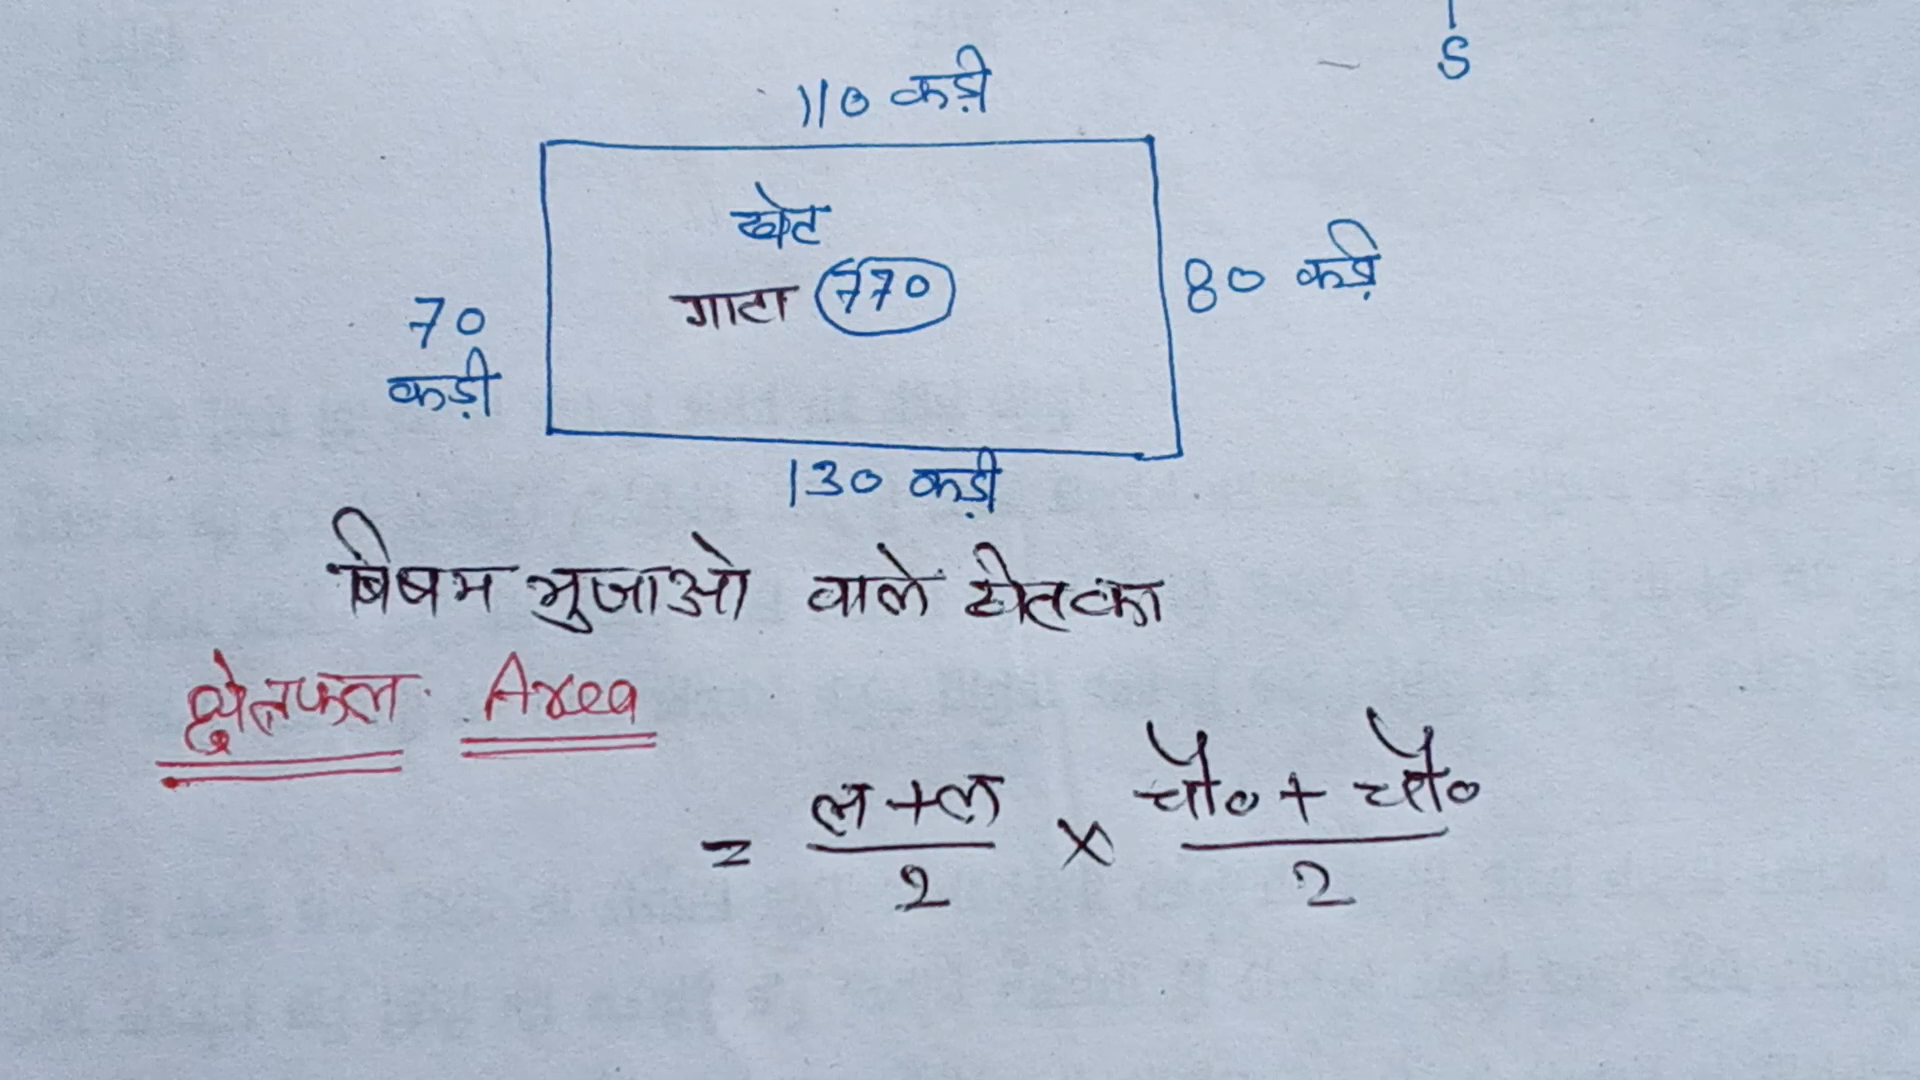 S
110 कड़ी
खेत
गाटा 770
80 कड़ी
70
कड़ी
130 कड़ी
बिषम भुजाओ वाले खेत का
क्षेत्रफल Area
= ल+ल/2 × चौ०+चौ०/2